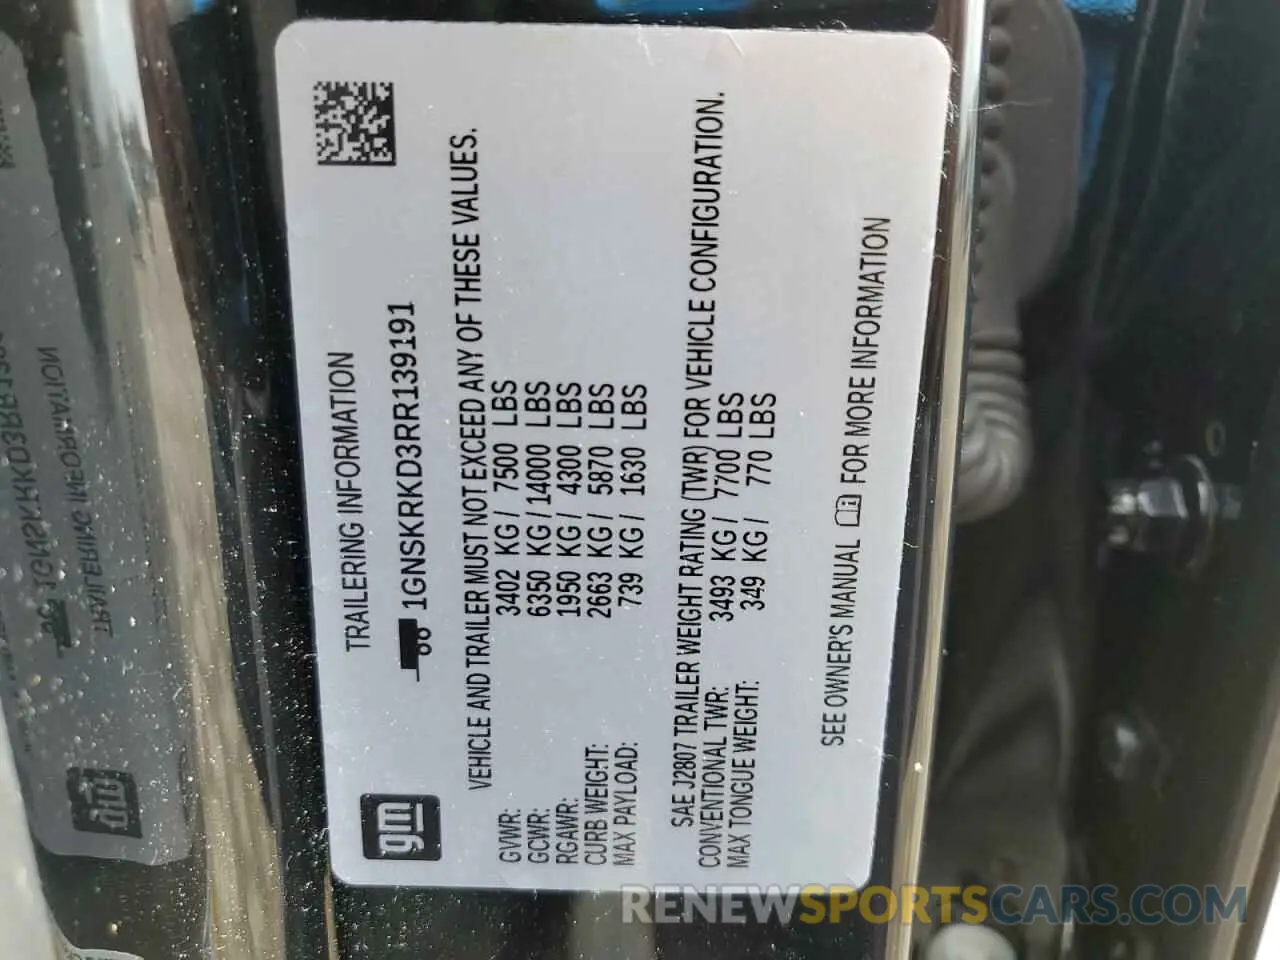 gm
TRAILERING INFORMATION
1GNSKRKD3RR139191
VEHICLE AND TRAILER MUST NOT EXCEED ANY OF THESE VALUES.
GVWR: 3402 KG / 7500 LBS
GCWR: 6350 KG / 14000 LBS
RGAWR: 1950 KG / 4300 LBS
CURB WEIGHT: 2663 KG / 5870 LBS
MAX PAYLOAD: 739 KG / 1630 LBS
SAE J2807 TRAILER WEIGHT RATING (TWR) FOR VEHICLE CONFIGURATION.
CONVENTIONAL TWR: 3493 KG / 7700 LBS
MAX TONGUE WEIGHT: 349 KG / 770 LBS
SEE OWNER'S MANUAL FOR MORE INFORMATION
RENEWSPORTSCARS.COM